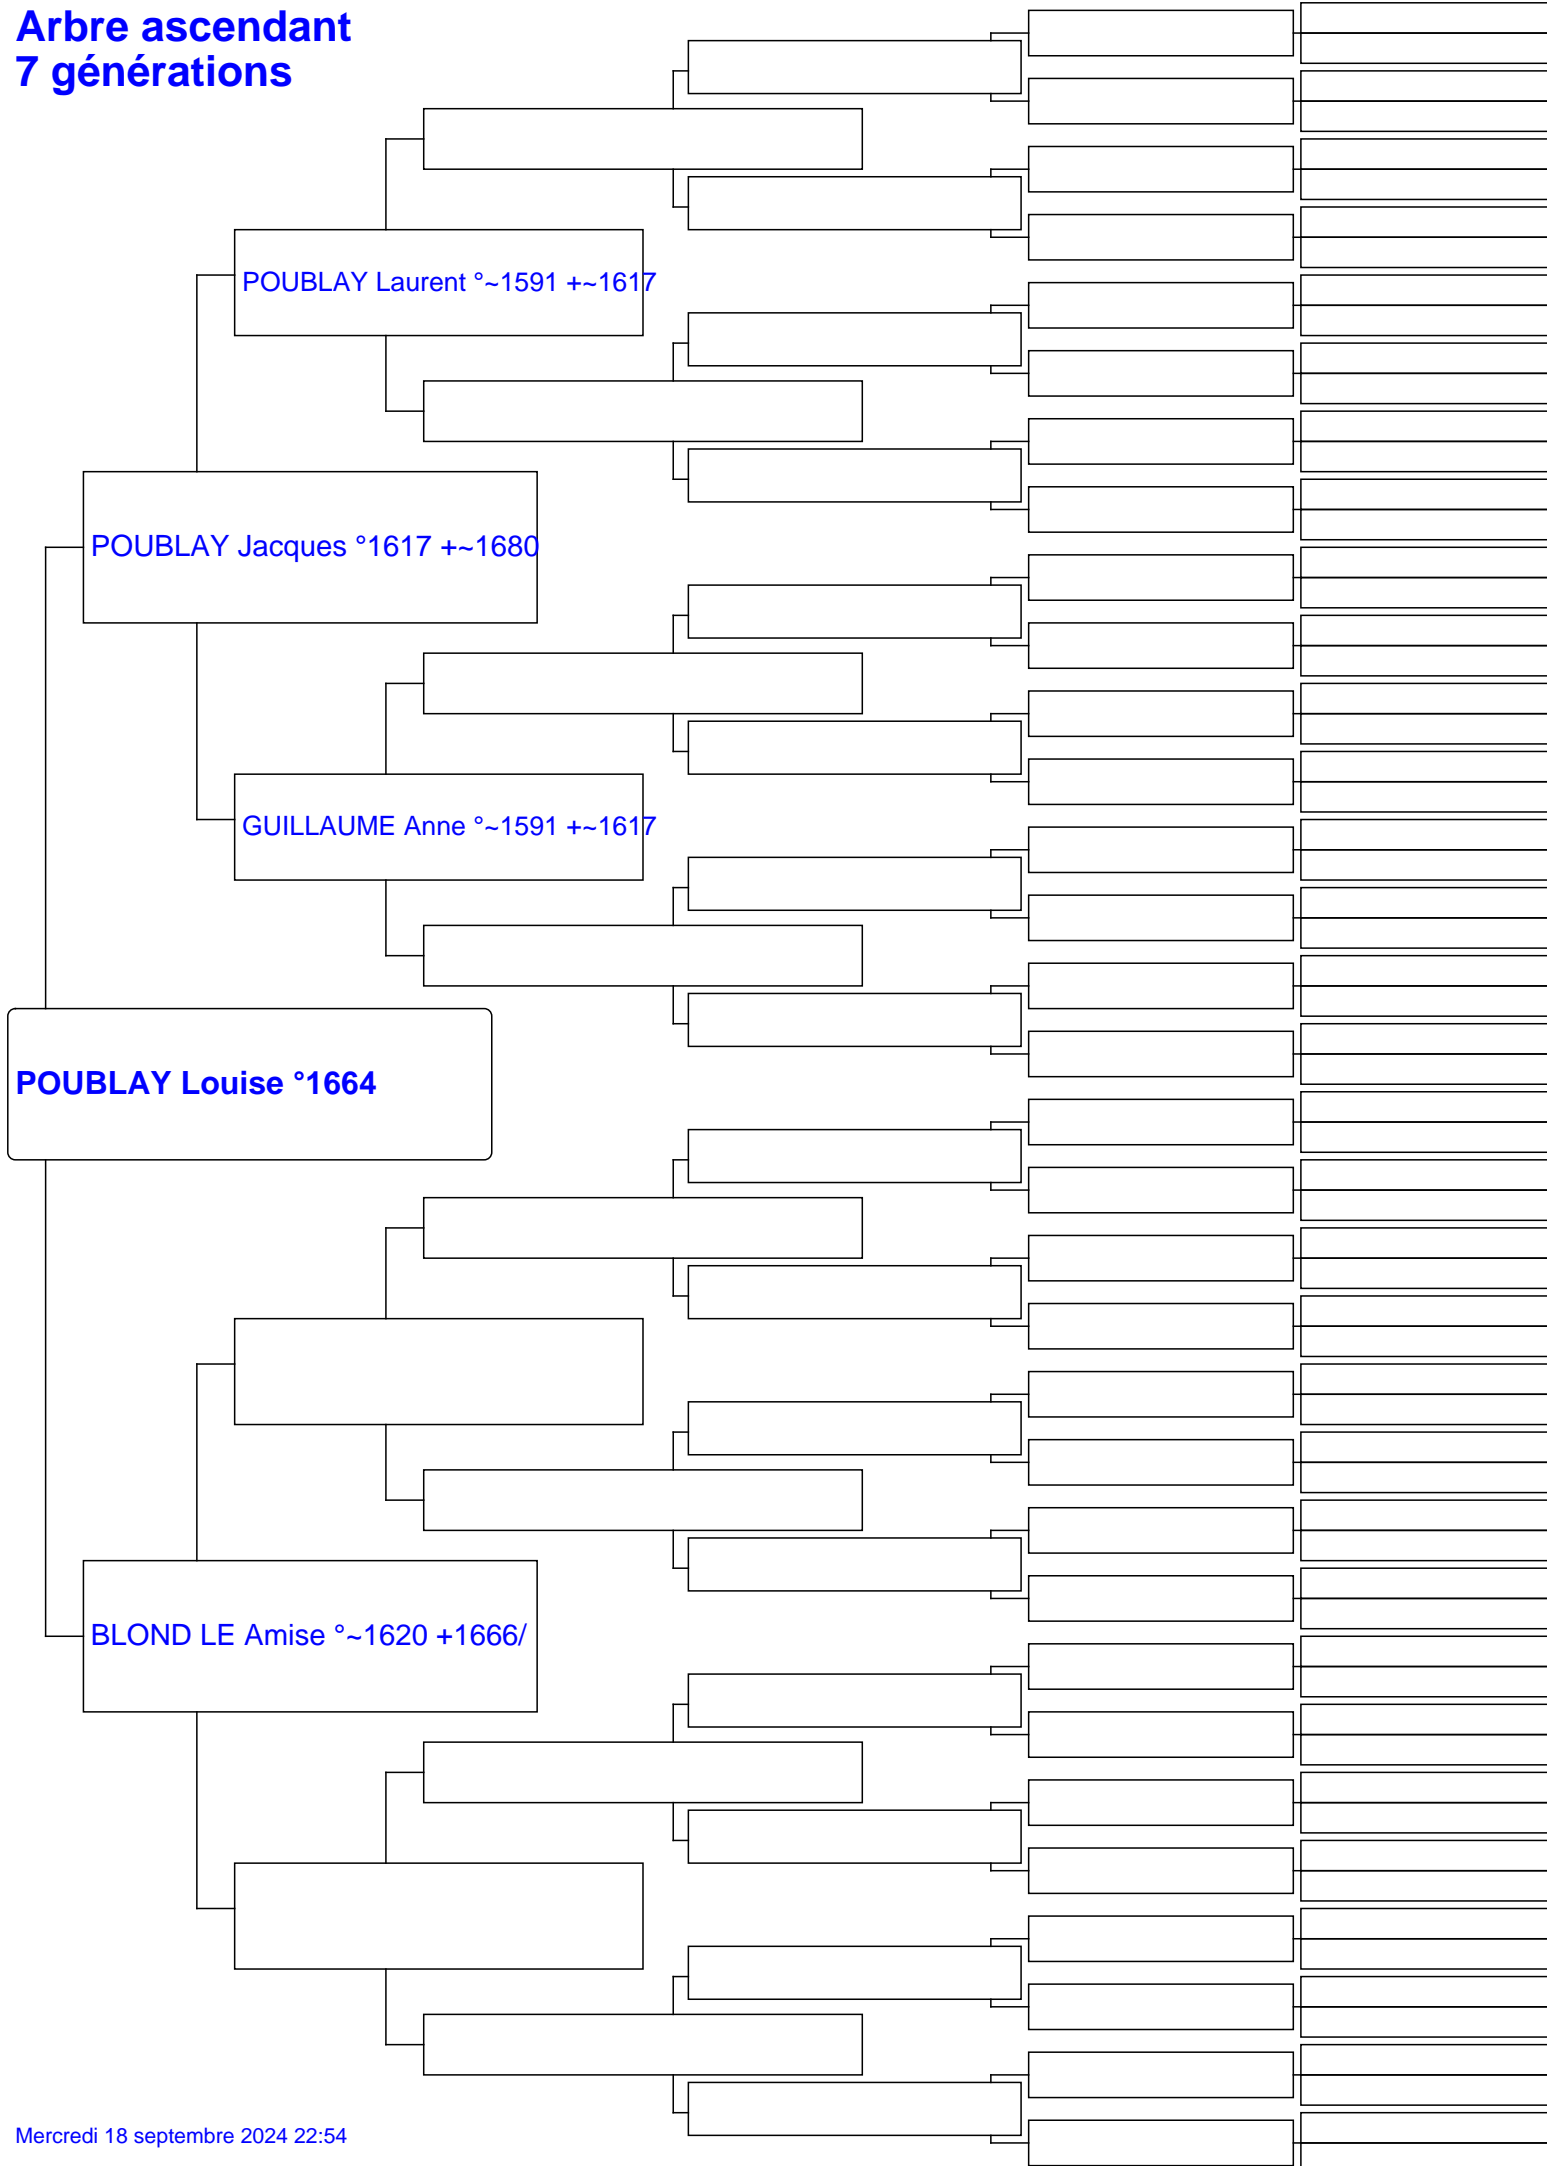 Arbre ascendant
7 générations
POUBLAY Laurent °~1591 +~1617
POUBLAY Jacques °1617 +~1680
GUILLAUME Anne °~1591 +~1617
POUBLAY Louise °1664
BLOND LE Amise °~1620 +1666/
Mercredi 18 septembre 2024 22:54